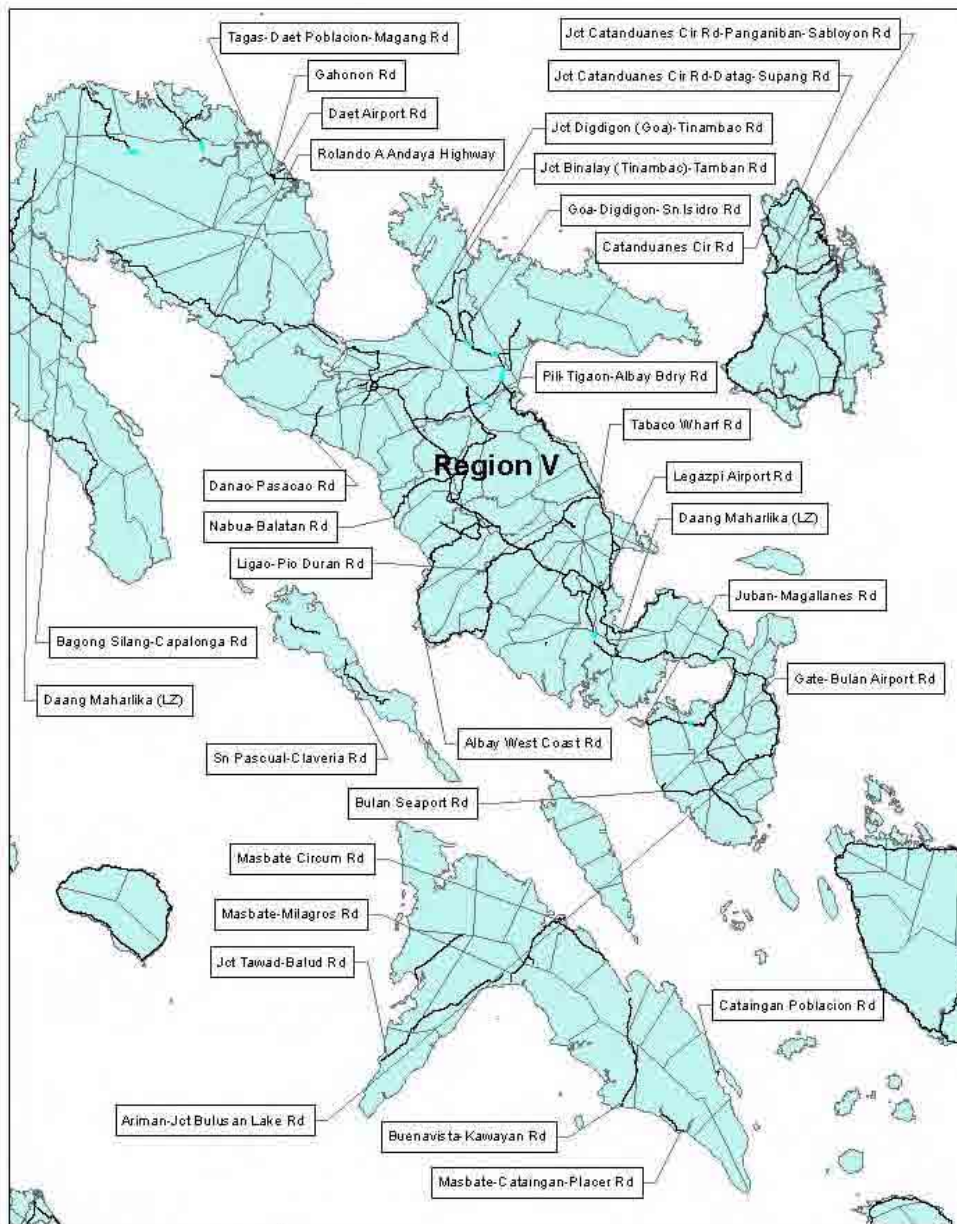 Tagas-Daet Poblacion-Magang Rd
Jct Catanduanes Cir Rd-Panganiban-Sabloyon Rd
Gahonon Rd
Jct Catanduanes Cir Rd-Datag-Supang Rd
Daet Airport Rd
Jct Digdigon (Goa)-Tinambac Rd
Rolando A Andaya Highway
Jct Binalay (Tinambac)-Tamban Rd
Goa-Digdigon-Sn Isidro Rd
Catanduanes Cir Rd
Pili-Tigaon-Albay Bdry Rd
Tabaco Wharf Rd
Region V
Legazpi Airport Rd
Danao-Pasacao Rd
Daang Maharlika (LZ)
Nabua-Balatan Rd
Ligao-Pio Duran Rd
Juban-Magallanes Rd
Bagong Silang-Capalonga Rd
Gate-Bulan Airport Rd
Daang Maharlika (LZ)
Albay West Coast Rd
Sn Pascual-Claveria Rd
Bulan Seaport Rd
Masbate Circum Rd
Masbate-Milagros Rd
Jct Tawad-Balud Rd
Cataingan Poblacion Rd
Ariman-Jct Bulusan Lake Rd
Buenavista-Kawayan Rd
Masbate-Cataingan-Placer Rd